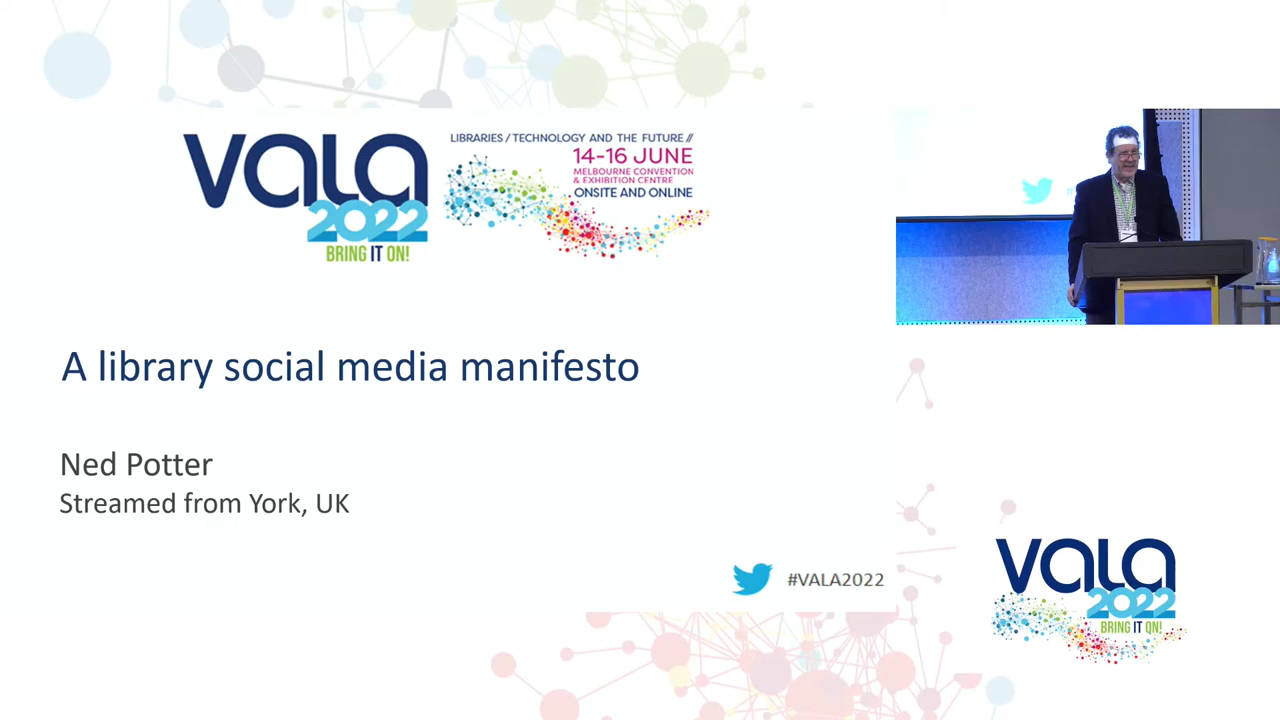 VALA
2022
BRING IT ON!
LIBRARIES / TECHNOLOGY AND THE FUTURE //
14-16 JUNE
MELBOURNE CONVENTION
& EXHIBITION CENTRE
ONSITE AND ONLINE
A library social media manifesto
Ned Potter
Streamed from York, UK
#VALA2022
VALA
2022
BRING IT ON!